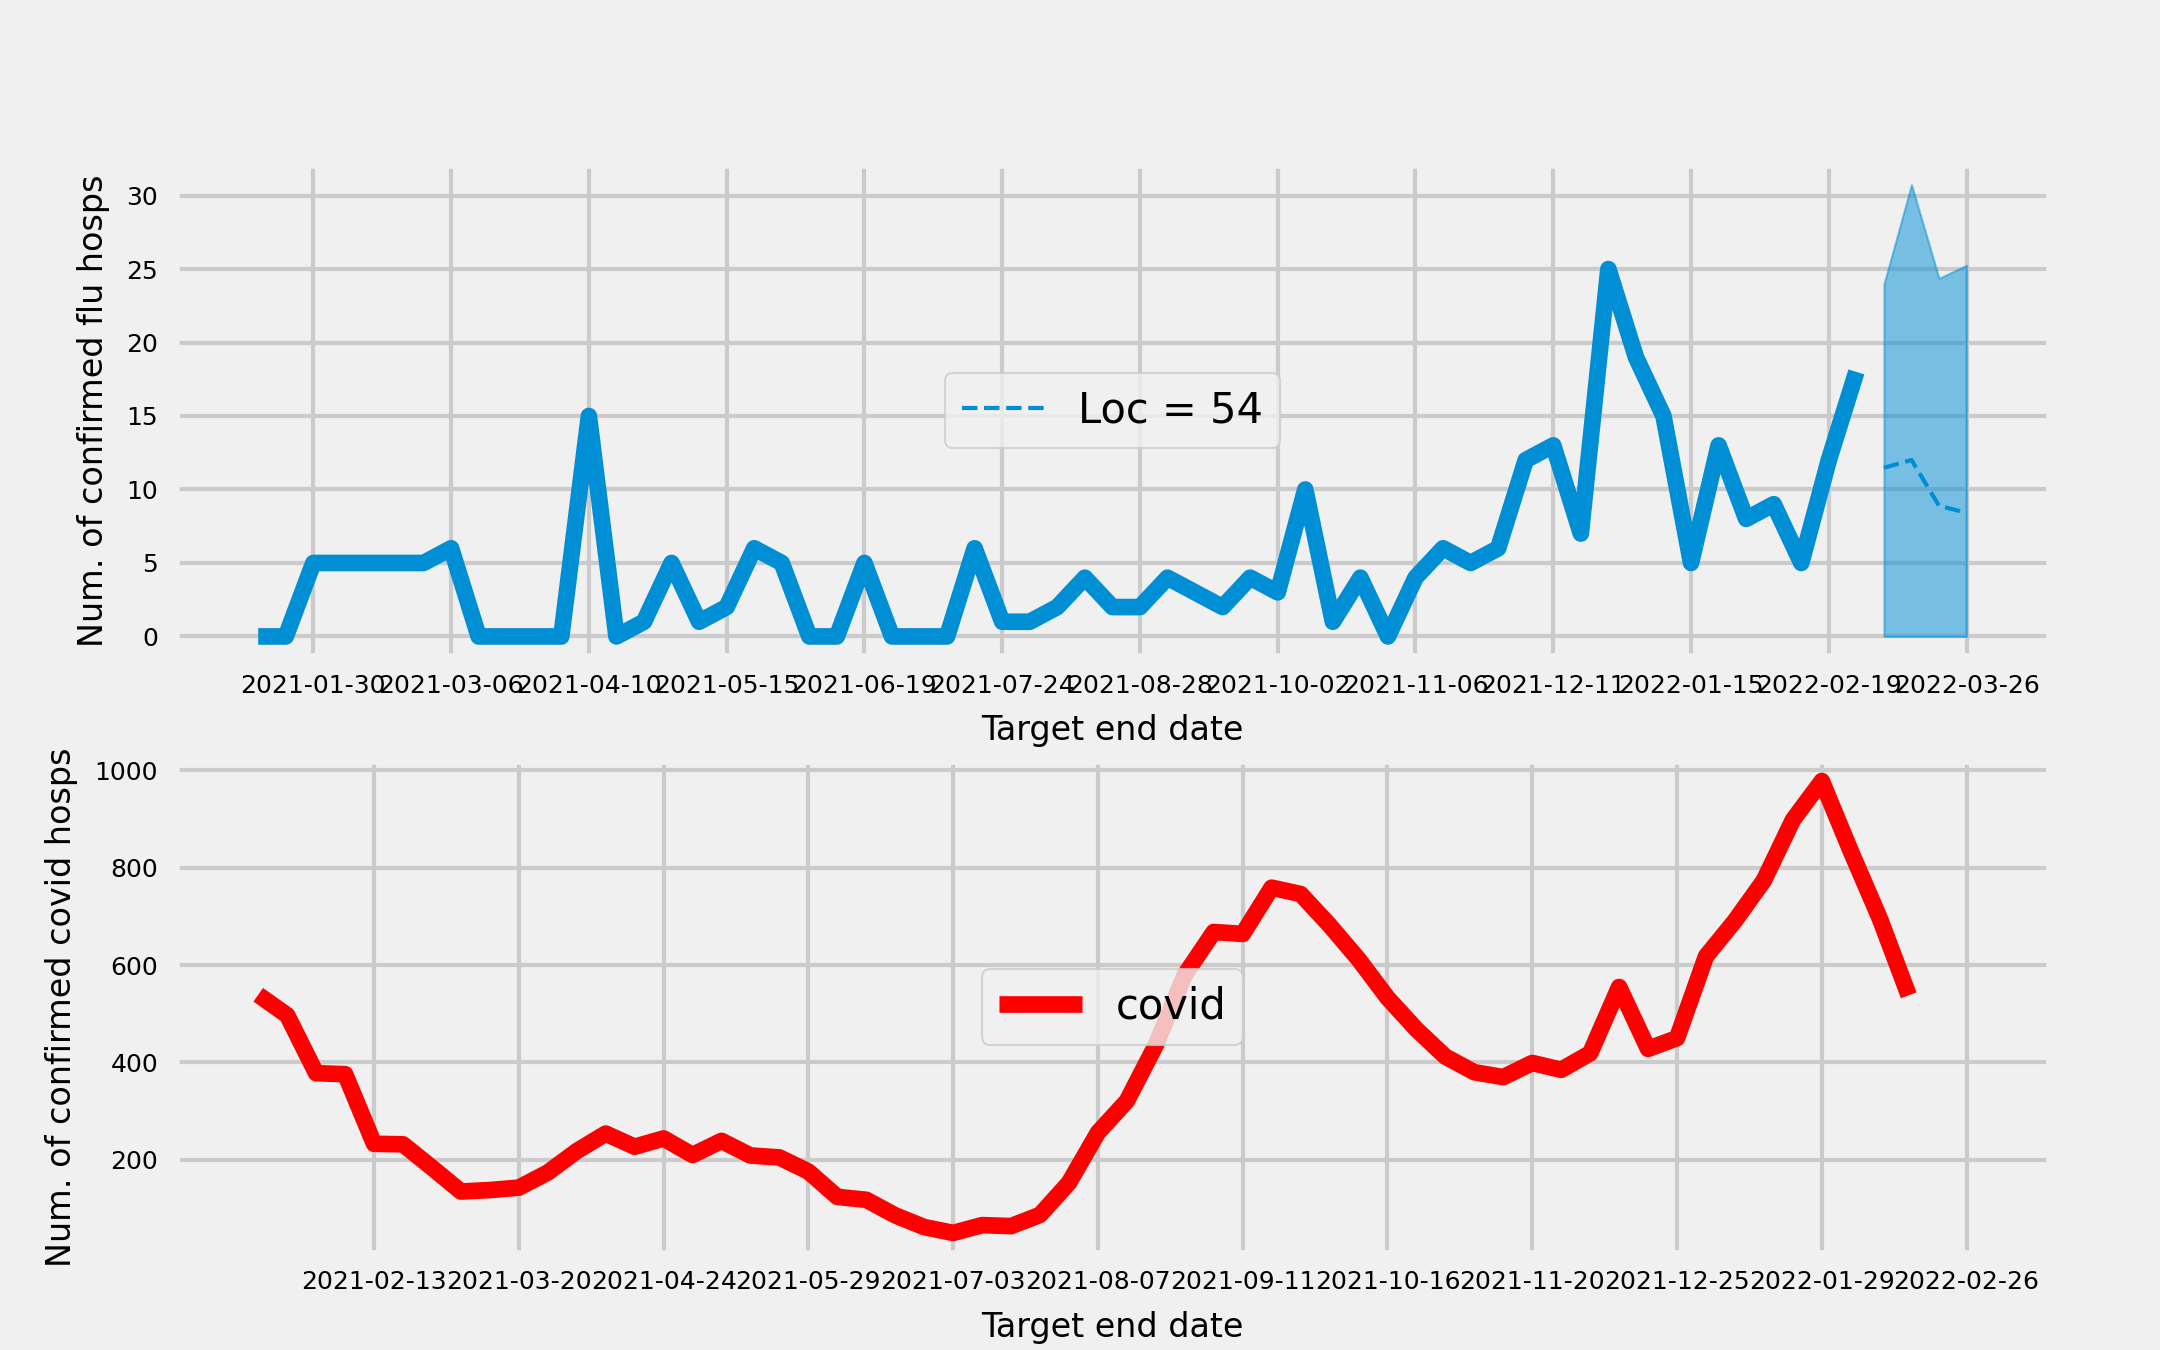 Num. of confirmed flu hosps
30
25
20
15
10
5
0
Loc = 54
2021-01-30 2021-03-06 2021-04-10 2021-05-15 2021-06-19 2021-07-24 2021-08-28 2021-10-02 2021-11-06 2021-12-11 2022-01-15 2022-02-19 2022-03-26
Target end date
Num. of confirmed covid hosps
1000
800
600
400
200
covid
2021-02-13 2021-03-20 2021-04-24 2021-05-29 2021-07-03 2021-08-07 2021-09-11 2021-10-16 2021-11-20 2021-12-25 2022-01-29 2022-02-26
Target end date